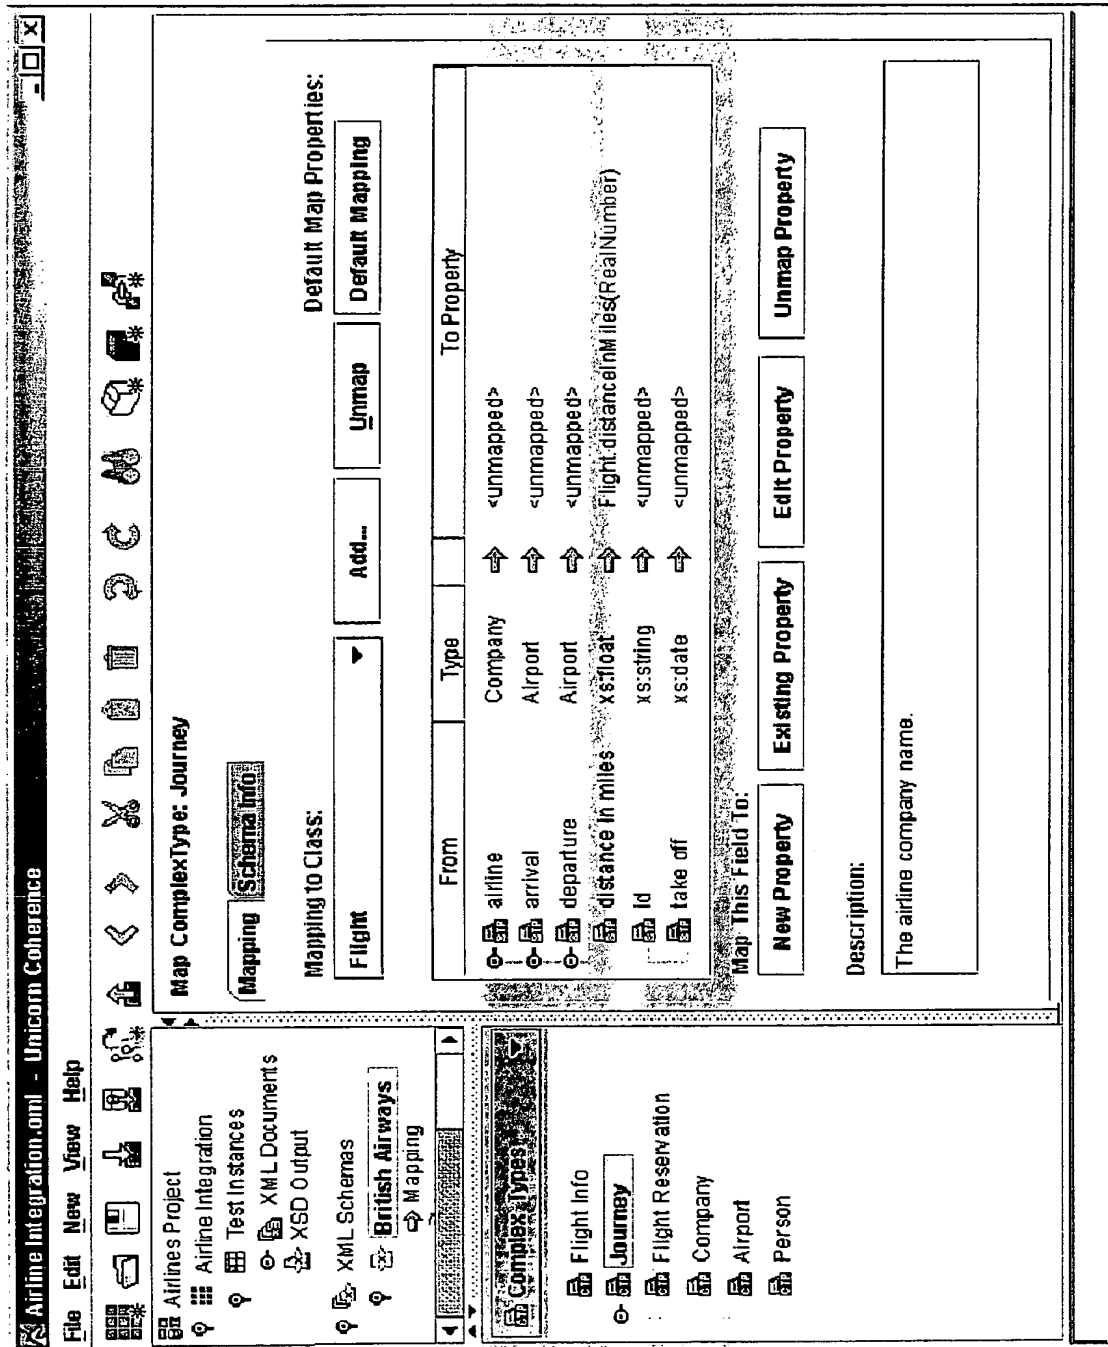 Airline Integration.oml - Unicorn Coherence
File Edit New View Help
Airlines Project
Airline Integration
Test Instances
XML Documents
XSD Output
XML Schemas
British Airways
Mapping
Complex Types
Flight Info
Journey
Flight Reservation
Company
Airport
Person
Map ComplexType: Journey
Mapping Schema Info
Mapping to Class: Default Map Properties:
Flight Add... Unmap Default Mapping
From Type To Property
airline Company <unmapped>
arrival Airport <unmapped>
departure Airport <unmapped>
distance in miles xs:float Flight.distanceInMiles(RealNumber)
id xs:string <unmapped>
take off xs:date <unmapped>
Map This Field To:
New Property Existing Property Edit Property Unmap Property
Description:
The airline company name.